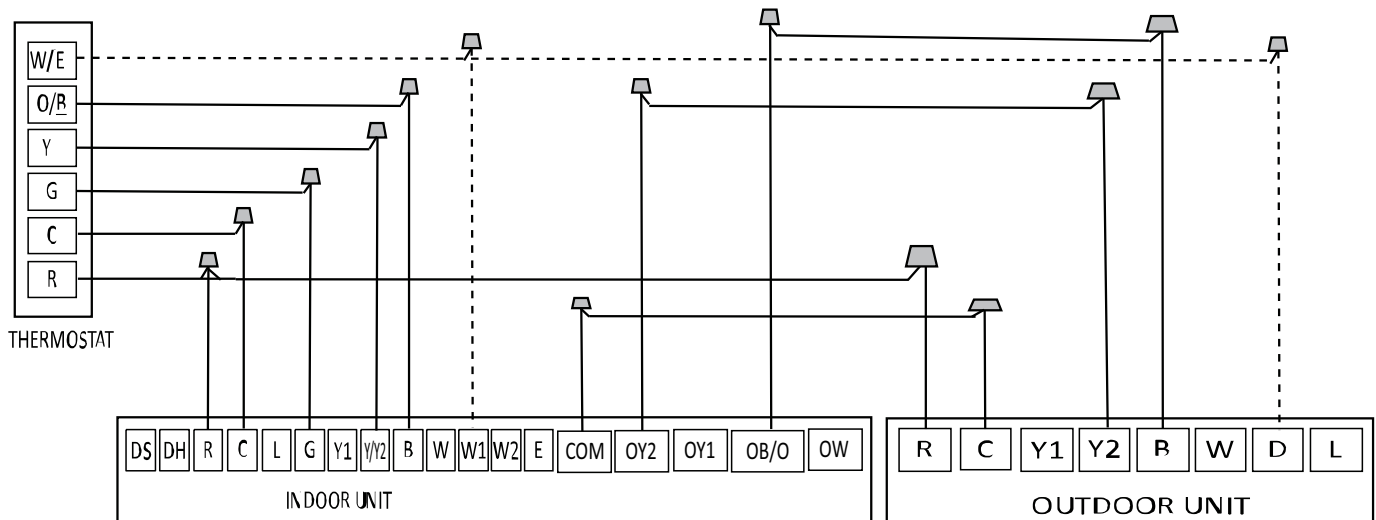 W/E
O/B
Y
G
C
R
THERMOSTAT
DS DH R C L G Y1 Y/Y2 B W W1 W2 E COM OY2 OY1 OB/O OW
INDOOR UNIT
R C Y1 Y2 B W D L
OUTDOOR UNIT